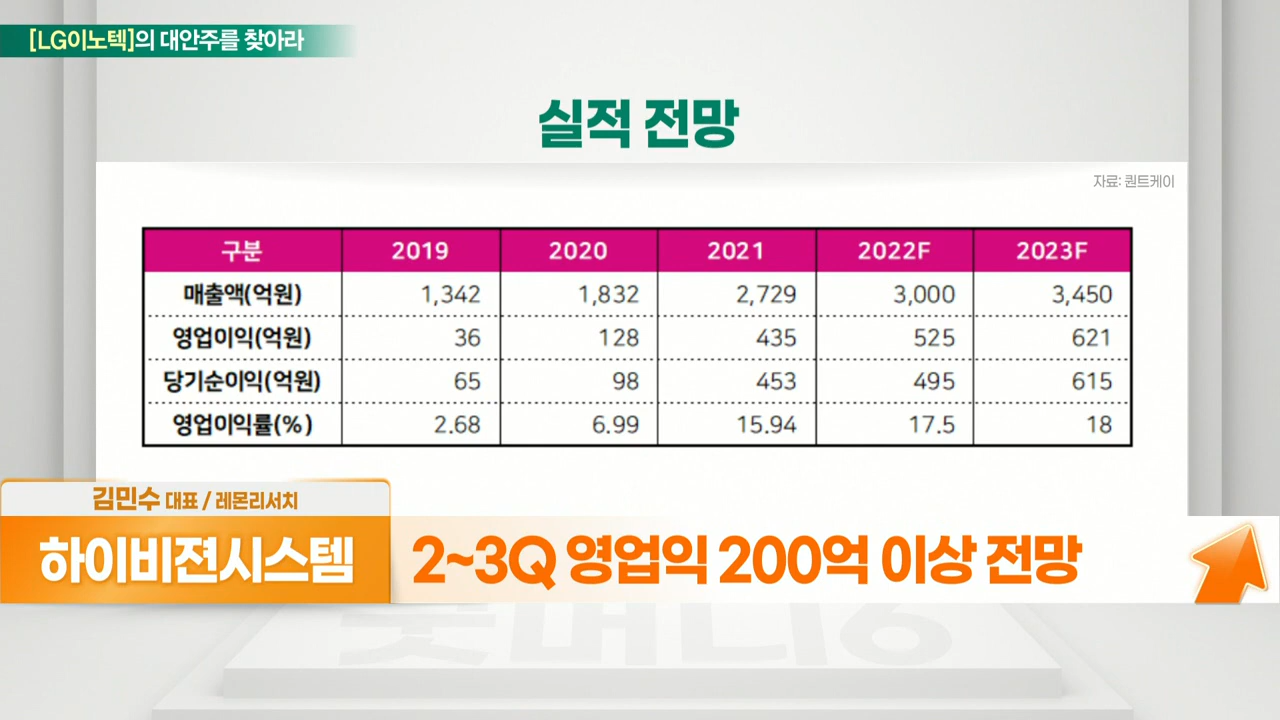 [LG이노텍]의 대안주를 찾아라
실적 전망
자료: 퀀트케이
구분 2019 2020 2021 2022F 2023F
매출액(억원) 1,342 1,832 2,729 3,000 3,450
영업이익(억원) 36 128 435 525 621
당기순이익(억원) 65 98 453 495 615
영업이익률(%) 2.68 6.99 15.94 17.5 18
김민수 대표 / 레몬리서치
하이비젼시스템
2~3Q 영업익 200억 이상 전망